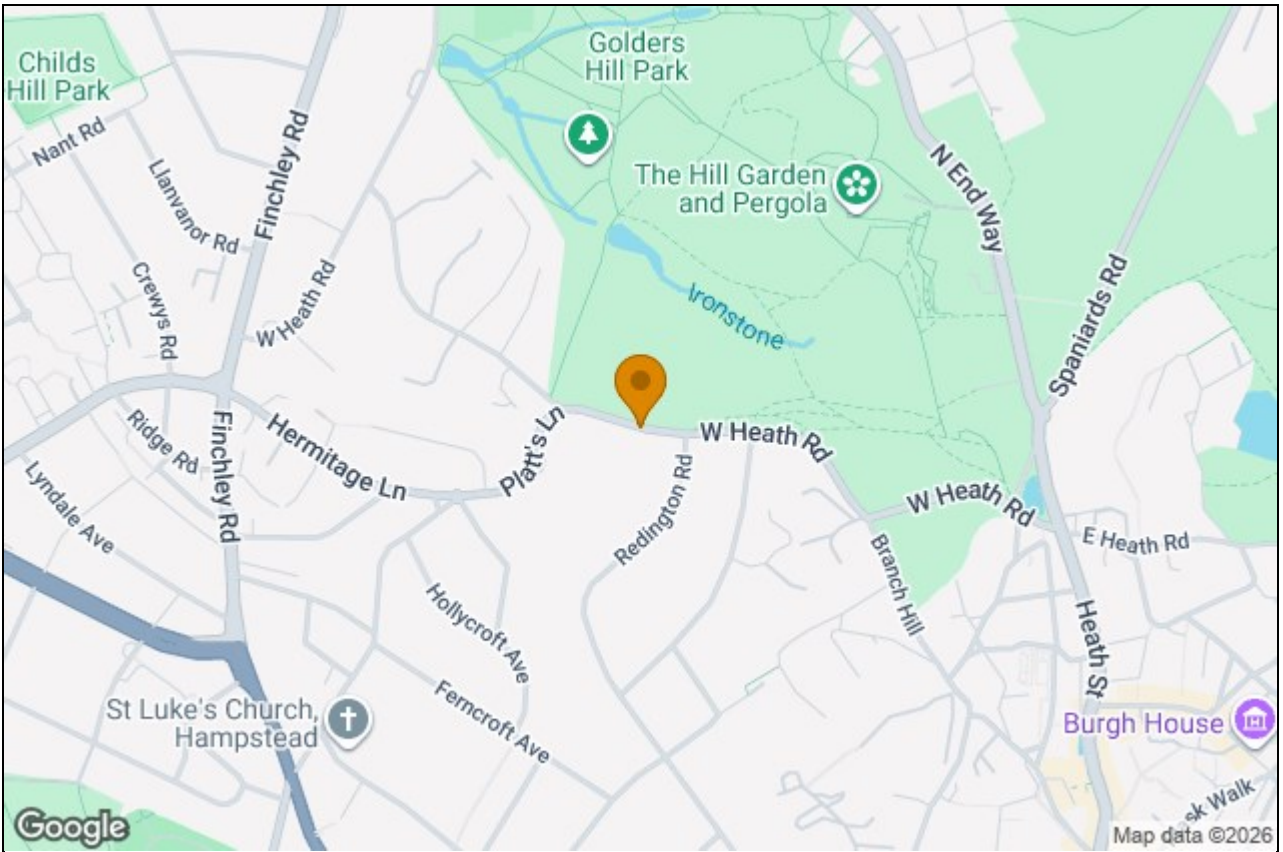 Childs
Hill Park
Golders
Hill Park
Nant Rd
Finchley Rd
The Hill Garden
and Pergola
N End Way
Llanvanor Rd
W Heath Rd
Crewys Rd
Ironstone
Spaniards Rd
Ridge Rd
Finchley Rd
Hermitage Ln
Platt's Ln
W Heath Rd
Lyndale Ave
Redington Rd
W Heath Rd
E Heath Rd
Branch Hill
Hollycroft Ave
Heath St
St Luke's Church,
Hampstead
Ferncroft Ave
Burgh House
sk Walk
Google
Map data ©2026